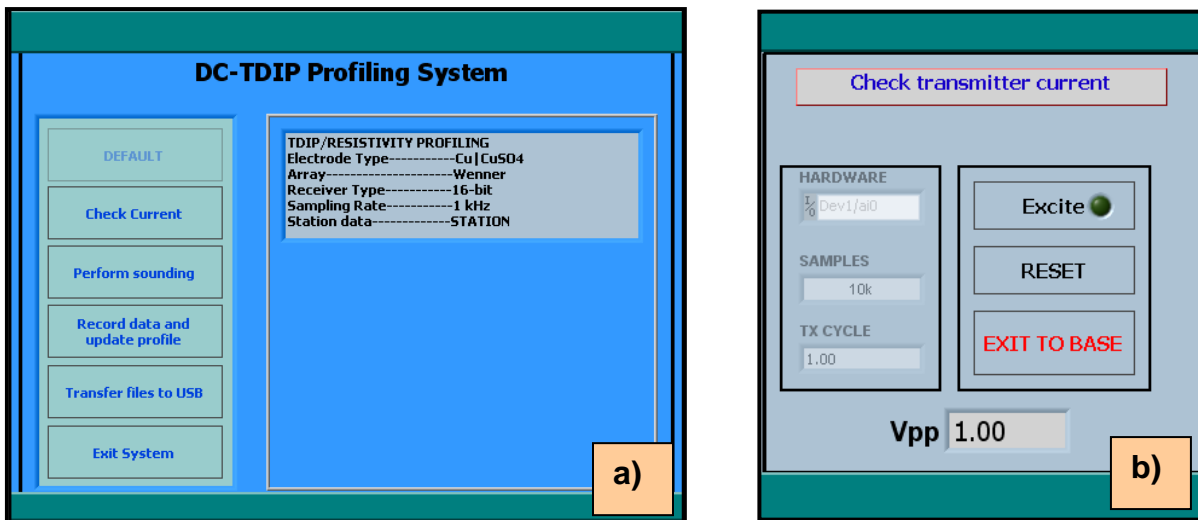 DC-TDIP Profiling System
DEFAULT
Check Current
Perform sounding
Record data and
update profile
Transfer files to USB
Exit System
TDIP/RESISTIVITY PROFILING
Electrode Type-----------Cu|CuSO4
Array---------------------Wenner
Receiver Type-----------16-bit
Sampling Rate-----------1 kHz
Station data-------------STATION
a)
Check transmitter current
HARDWARE
I/O Dev1/ai0
SAMPLES
10k
TX CYCLE
1.00
Excite
RESET
EXIT TO BASE
Vpp 1.00
b)